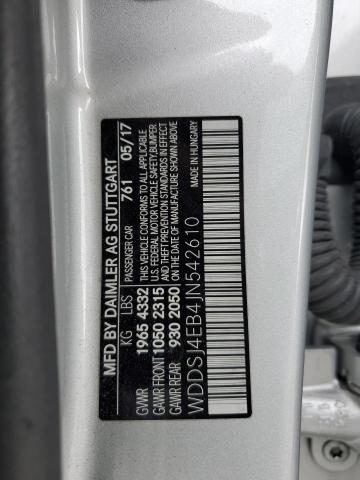 MFD BY DAIMLER AG STUTTGART
KG LBS PASSENGER CAR 761 05/17
GVWR 1965 4332 THIS VEHICLE CONFORMS TO ALL APPLICABLE
GAWR FRONT 1050 2315 U.S. FEDERAL MOTOR VEHICLE SAFETY, BUMPER,
AND THEFT PREVENTION STANDARDS IN EFFECT
GAWR REAR 930 2050 ON THE DATE OF MANUFACTURE SHOWN ABOVE
MADE IN HUNGARY
WDDSJ4EB4JN542610